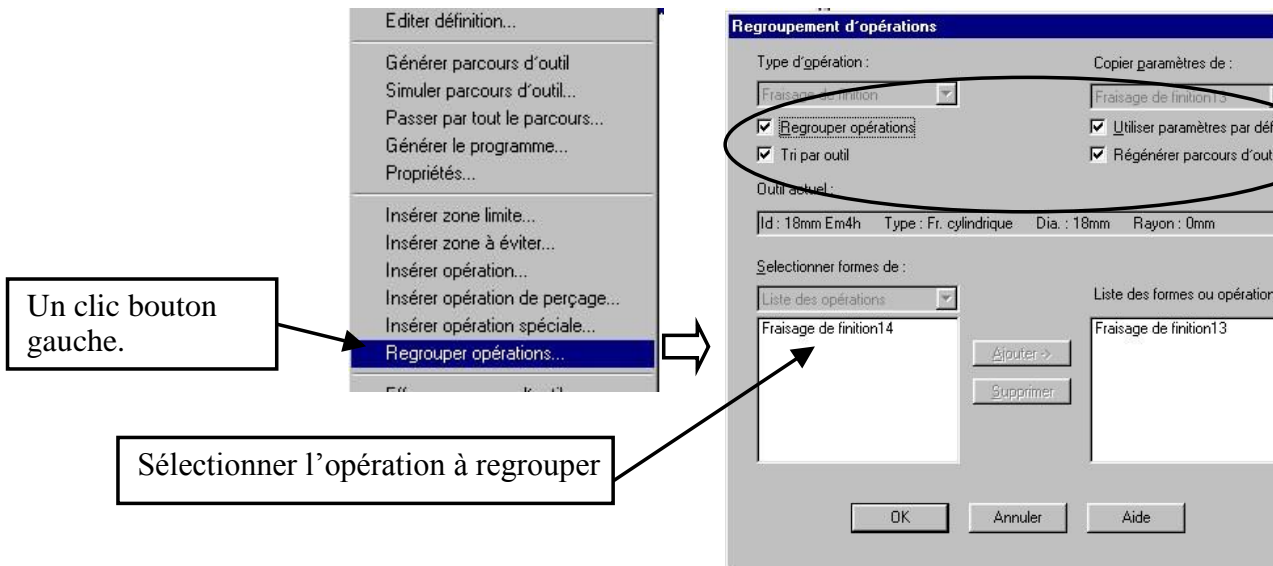 Editer définition...
Générer parcours d'outil
Simuler parcours d'outil...
Passer par tout le parcours...
Générer le programme...
Propriétés...
Insérer zone limite...
Insérer zone à éviter...
Insérer opération...
Insérer opération de perçage...
Insérer opération spéciale...
Regrouper opérations...
Un clic bouton
gauche.
Sélectionner l'opération à regrouper
Regroupement d'opérations
Type d'opération :
Copier paramètres de :
Fraisage de finition
Fraisage de finition13
Regrouper opérations
Utiliser paramètres par déf
Tri par outil
Régénérer parcours d'out
Outil actuel :
Id : 18mm Em4h Type : Fr. cylindrique Dia. : 18mm Rayon : 0mm
Selectionner formes de :
Liste des opérations
Liste des formes ou opération
Fraisage de finition14
Fraisage de finition13
Ajouter ->
Supprimer
OK
Annuler
Aide